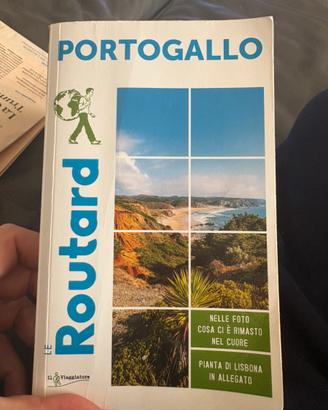 PORTOGALLO
LE Routard
NELLE FOTO
COSA CI È RIMASTO
NEL CUORE
PIANTA DI LISBONA
IN ALLEGATO
il Viaggiatore